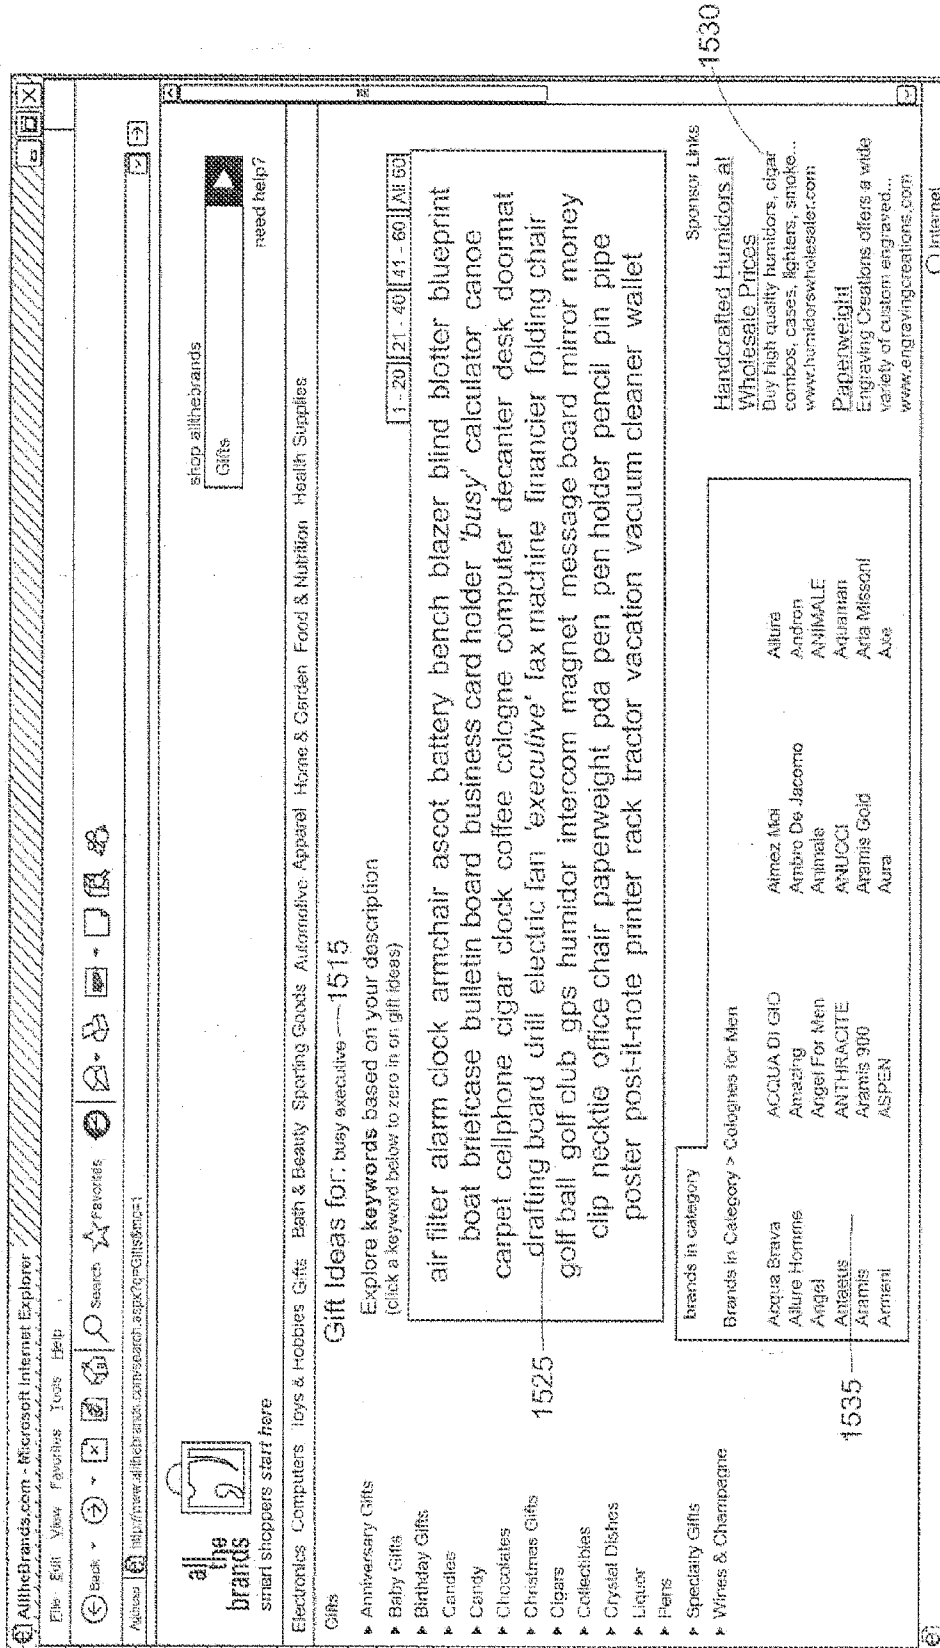 AlltheBrands.com - Microsoft Internet Explorer
File Edit View Favorites Tools Help
Back Search Favorites
Address http://www.allthebrands.com/search.aspx?q=Gifts&mg=1
all
the
brands
smart shoppers start here
shop allthebrands
Gifts
need help?
Electronics Computers Toys & Hobbies Gifts Bath & Beauty Sporting Goods Automotive Apparel Home & Garden Food & Nutrition Health Supplies
Gifts
Anniversary Gifts
Baby Gifts
Birthday Gifts
Candles
Candy
Chocolates
Christmas Gifts
Cigars
Collectibles
Crystal Dishes
Liquor
Pens
Specialty Gifts
Wines & Champagne
Gift Ideas for: busy executive 1515
Explore keywords based on your description
(click a keyword below to zero in on gift ideas)
1 - 20 21 - 40 41 - 60 All 60
air filter alarm clock armchair ascot battery bench blazer blind blotter blueprint
boat briefcase bulletin board business card holder 'busy' calculator canoe
carpet cellphone cigar clock coffee cologne computer decanter desk doormat
drafting board drill electric fan 'executive' fax machine financier folding chair
golf ball golf club gps humidor intercom magnet message board mirror money
clip necktie office chair paperweight pda pen pen holder pencil pin pipe
poster post-it-note printer rack tractor vacation vacuum cleaner wallet
1525
brands in category
Brands in Category > Colognes for Men
Acqua Brava ACQUA DI GIO Aimez Moi Allure
Allure Homme Amazing Ambro De Jacomo Andron
Angel Angel For Men Animale ANIMALE
Antaeus ANTHRACITE ANUCCI Aquaman
Aramis Aramis 900 Aramis Gold Aria Missoni
Armani ASPEN Aura Axe
1535
Sponsor Links
Handcrafted Humidors at
Wholesale Prices
Buy high quality humidors, cigar
combos, cases, lighters, smoke...
www.humidorswholesaler.com
Paperweight
Engraving Creations offers a wide
variety of custom engraved...
www.engravingcreations.com
1530
Internet